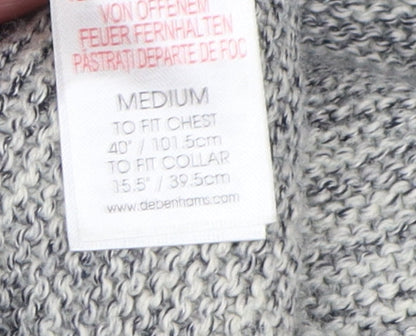 VON OFFENEM
FEUER FERNHALTEN
PĂSTRATI DEPARTE DE FOC
MEDIUM
TO FIT CHEST
40" / 101.5cm
TO FIT COLLAR
15.5" / 39.5cm
www.debenhams.com